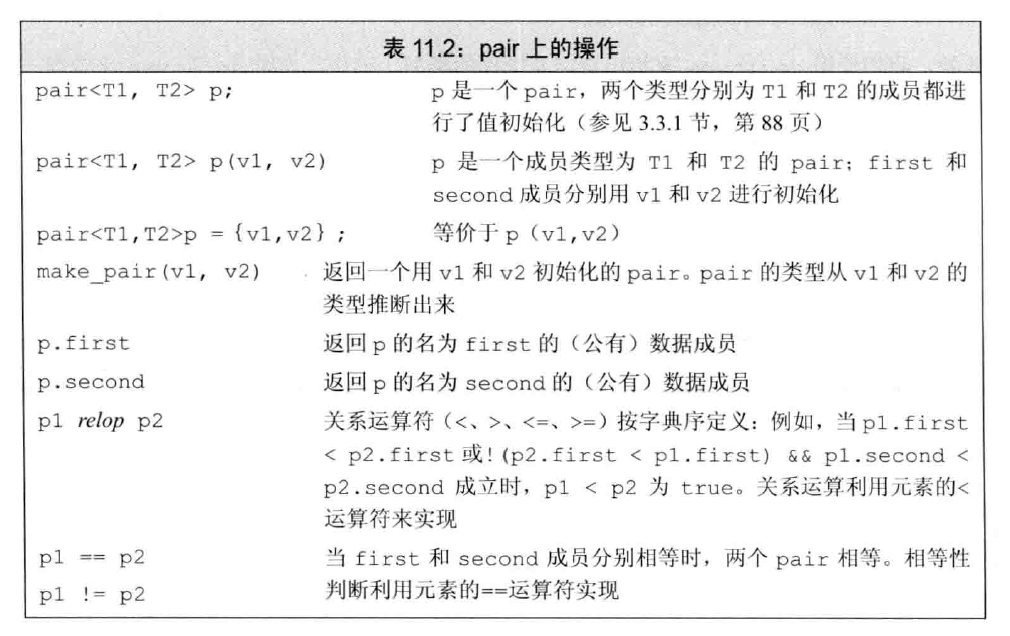 表 11.2：pair 上的操作
pair<T1, T2> p; p 是一个 pair，两个类型分别为 T1 和 T2 的成员都进
行了值初始化（参见 3.3.1 节，第 88 页）
pair<T1, T2> p(v1, v2) p 是一个成员类型为 T1 和 T2 的 pair；first 和
second 成员分别用 v1 和 v2 进行初始化
pair<T1,T2>p = {v1,v2} ; 等价于 p（v1,v2）
make_pair(v1, v2) 返回一个用 v1 和 v2 初始化的 pair。pair 的类型从 v1 和 v2 的
类型推断出来
p.first 返回 p 的名为 first 的（公有）数据成员
p.second 返回 p 的名为 second 的（公有）数据成员
p1 relop p2 关系运算符（<、>、<=、>=）按字典序定义：例如，当 p1.first
< p2.first 或!(p2.first < p1.first) && p1.second <
p2.second 成立时，p1 < p2 为 true。关系运算利用元素的<
运算符来实现
p1 == p2 当 first 和 second 成员分别相等时，两个 pair 相等。相等性
p1 != p2 判断利用元素的==运算符实现